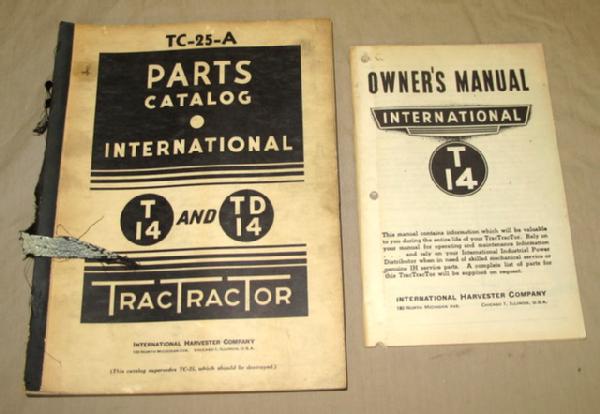 TC-25-A
PARTS
CATALOG
INTERNATIONAL
T
14
AND
TD
14
TRACTRACTOR
INTERNATIONAL HARVESTER COMPANY
180 NORTH MICHIGAN AVE. CHICAGO 1, ILLINOIS, U.S.A.
(This catalog supersedes TC-25, which should be destroyed.)
OWNER'S MANUAL
INTERNATIONAL
T
14
This manual contains information which will be valuable
to you during the entire life of your TracTracTor. Rely on
your manual for operating and maintenance information
and rely on your International Industrial Power
Distributor when in need of skilled mechanical service or
genuine IH service parts. A complete list of parts for
this TracTracTor will be supplied on request.
INTERNATIONAL HARVESTER COMPANY
180 NORTH MICHIGAN AVE. CHICAGO 1, ILLINOIS, U.S.A.